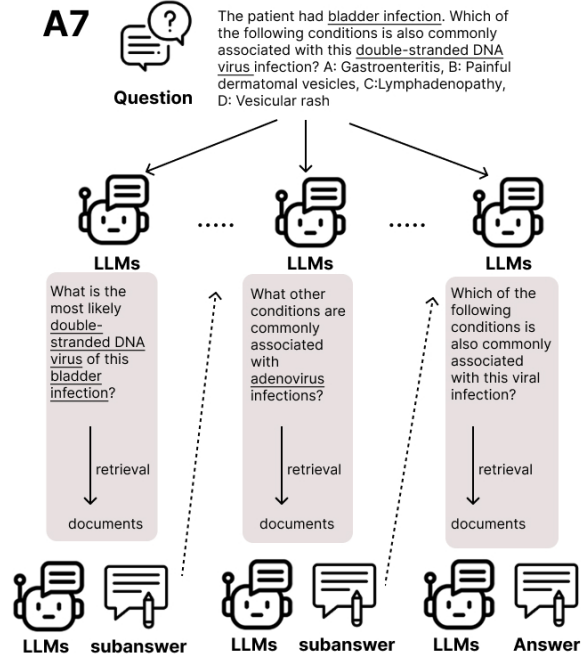 A7
The patient had bladder infection. Which of
the following conditions is also commonly
associated with this double-stranded DNA
virus infection? A: Gastroenteritis, B: Painful
dermatomal vesicles, C:Lymphadenopathy,
D: Vesicular rash
?
Question
.....
.....
LLMs
LLMs
LLMs
What is the
most likely
double-
stranded DNA
virus of this
bladder
infection?
retrieval
documents
What other
conditions are
commonly
associated
with
adenovirus
infections?
retrieval
documents
Which of the
following
conditions is
also commonly
associated
with this viral
infection?
retrieval
documents
LLMs
subanswer
LLMs
subanswer
LLMs
Answer